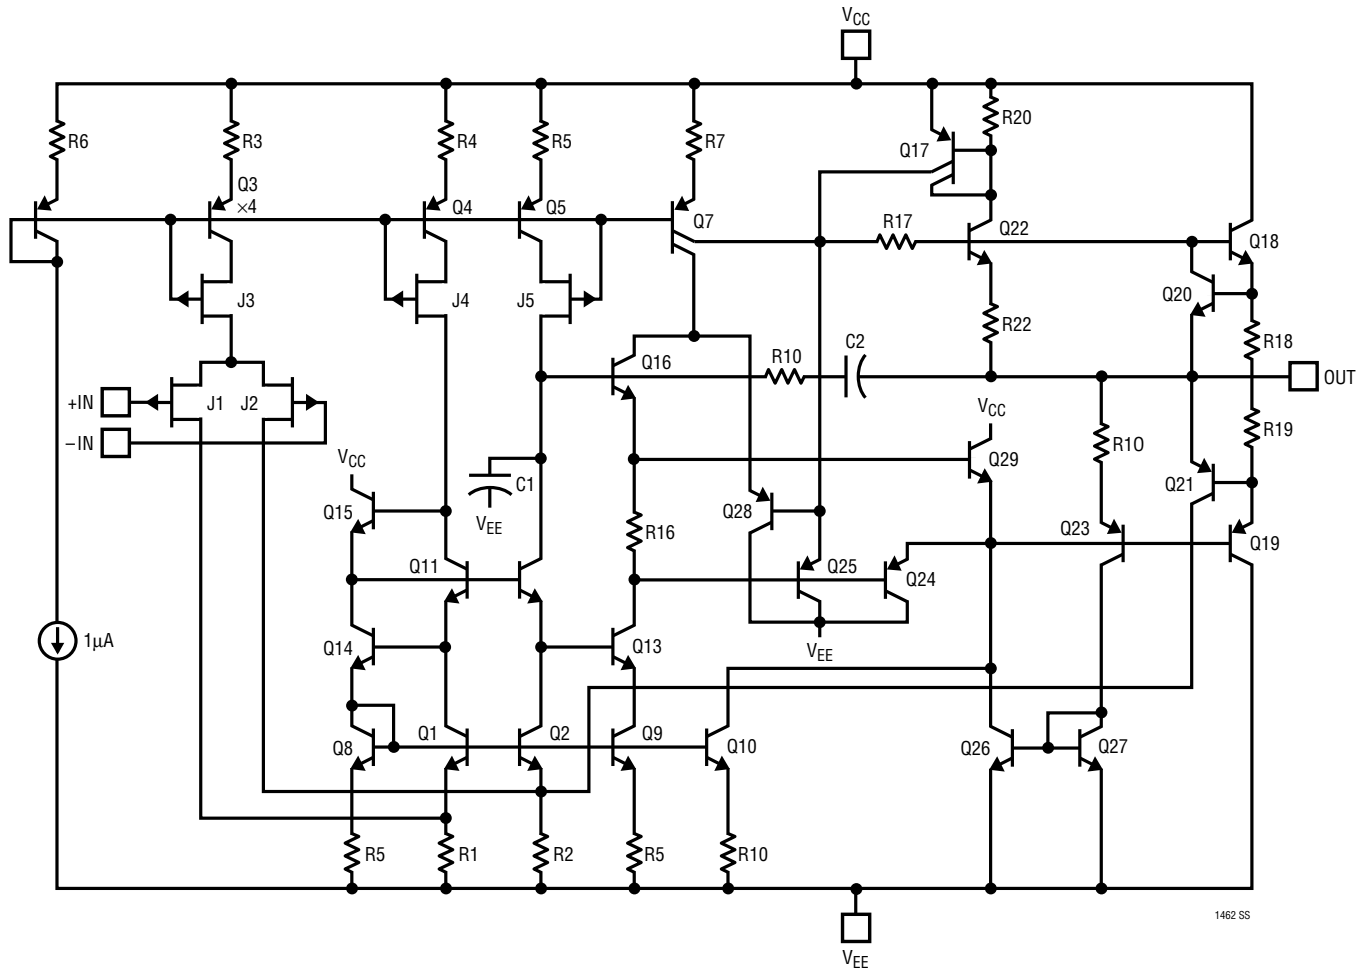 VCC
R6
R3
R4
R5
R7
R20
Q17
Q3
×4
Q4
Q5
Q7
R17
Q22
Q18
J3
J4
J5
Q20
R22
R18
C2
R10
Q16
OUT
+IN
J1
J2
–IN
VCC
R10
R19
Q29
VCC
C1
Q21
Q15
VEE
Q28
R16
Q23
Q19
Q11
Q25
Q24
1µA
Q14
Q13
VEE
Q8
Q1
Q2
Q9
Q10
Q26
Q27
R5
R1
R2
R5
R10
1462 SS
VEE